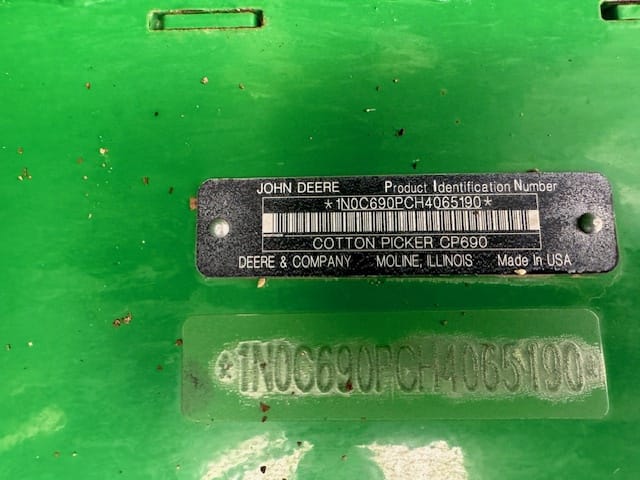 JOHN DEERE Product Identification Number
*1N0C690PCH4065190*
COTTON PICKER CP690
DEERE & COMPANY MOLINE, ILLINOIS Made In USA
*1N0C690PCH4065190*